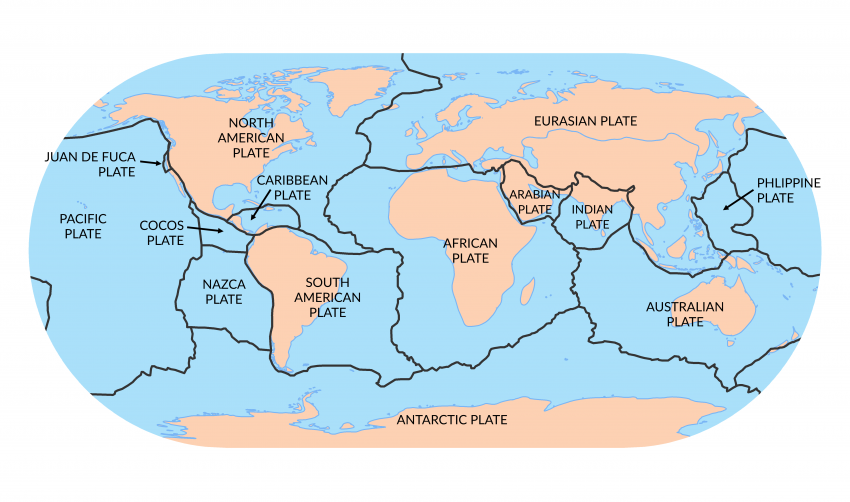 NORTH
AMERICAN
PLATE
EURASIAN PLATE
JUAN DE FUCA
PLATE
CARIBBEAN
PLATE
ARABIAN
PLATE
INDIAN
PLATE
PHLIPPINE
PLATE
PACIFIC
PLATE
COCOS
PLATE
AFRICAN
PLATE
NAZCA
PLATE
SOUTH
AMERICAN
PLATE
AUSTRALIAN
PLATE
ANTARCTIC PLATE